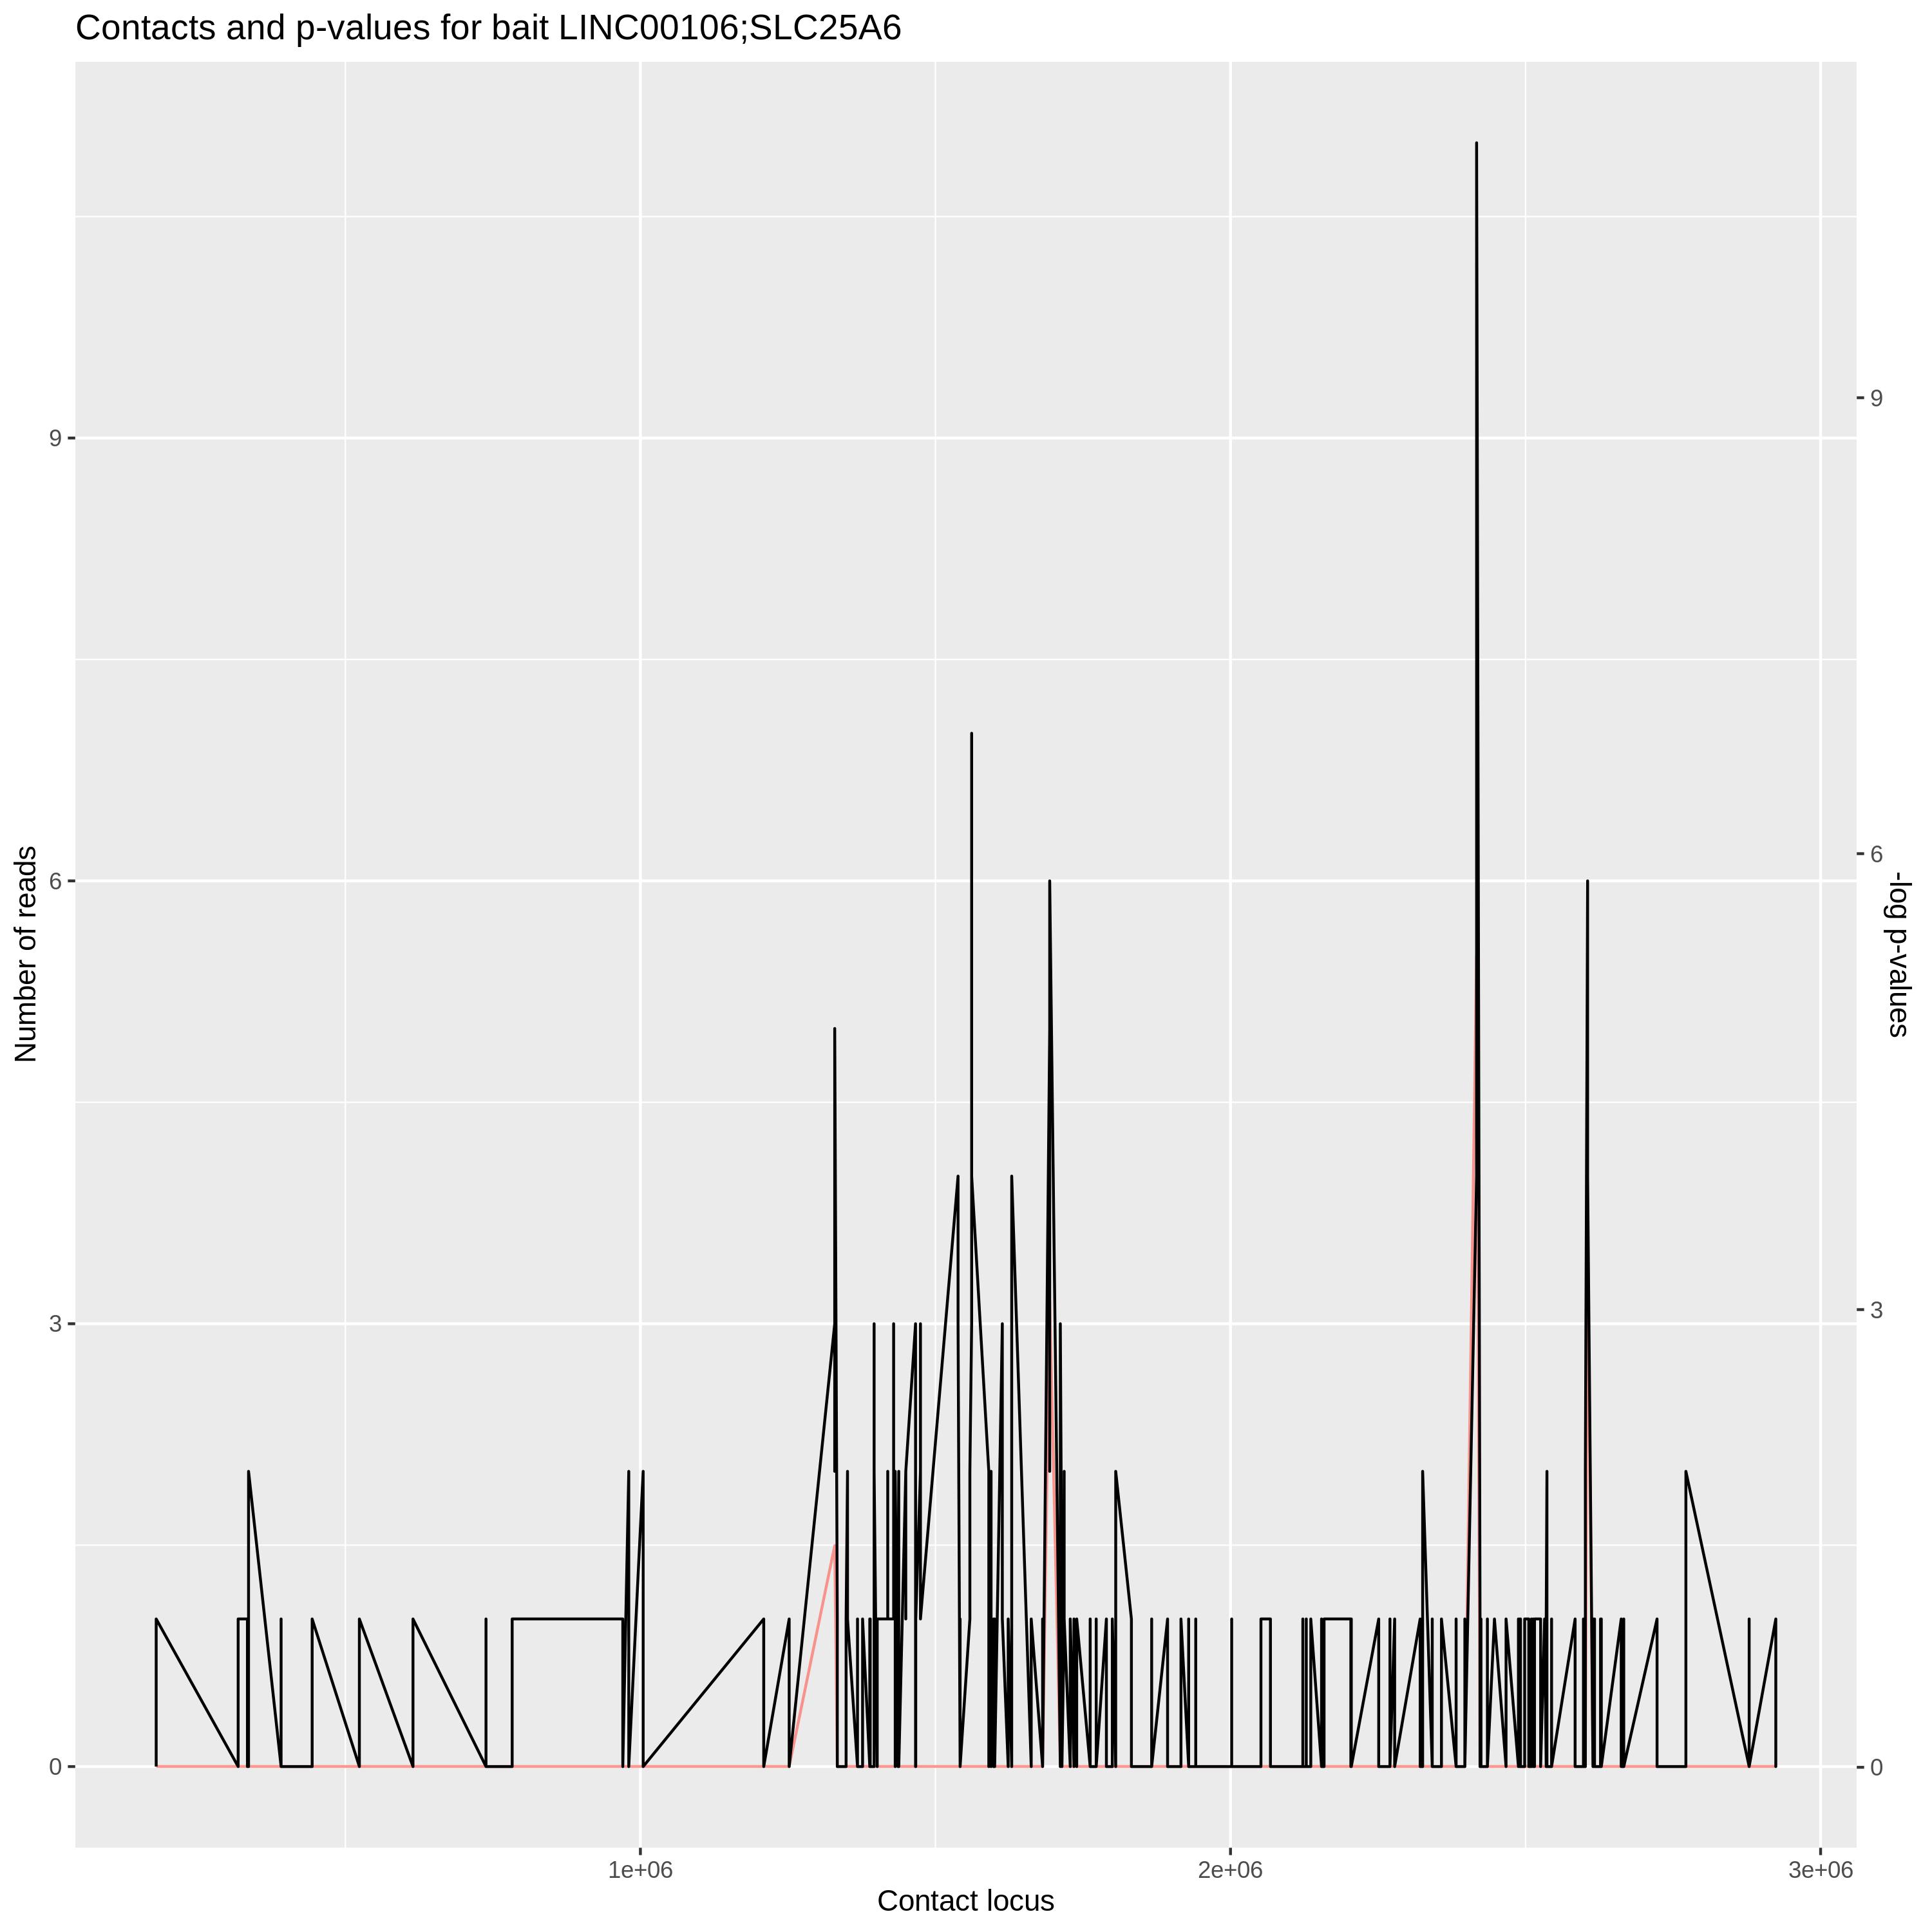 Contacts and p-values for bait LINC00106;SLC25A6
Number of reads
9
6
3
0
9
6
3
0
-log p-values
1e+06
2e+06
3e+06
Contact locus